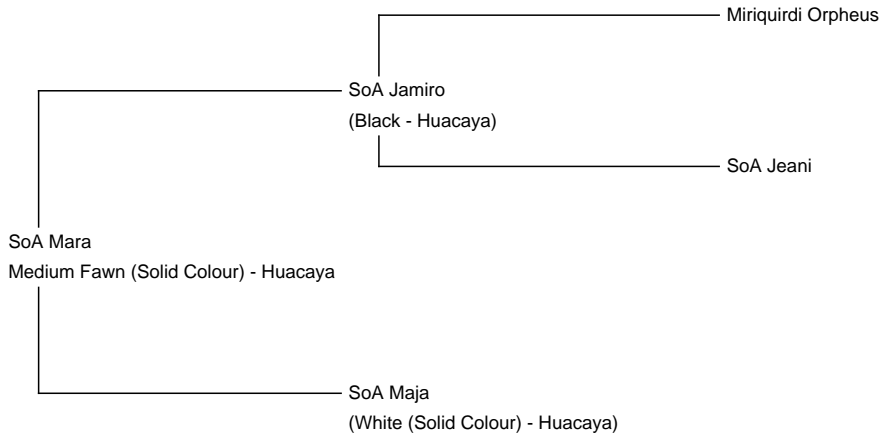 Miriquirdi Orpheus
SoA Jamiro
(Black - Huacaya)
SoA Jeani
SoA Mara
Medium Fawn (Solid Colour) - Huacaya
SoA Maja
(White (Solid Colour) - Huacaya)